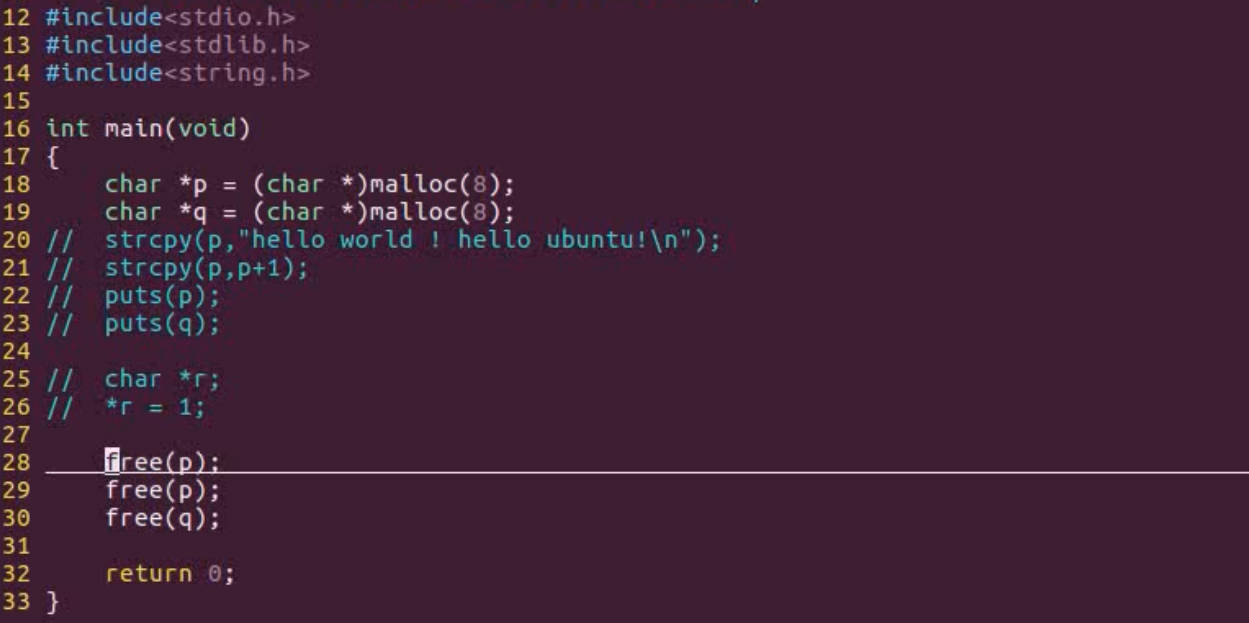 12 #include<stdio.h>
13 #include<stdlib.h>
14 #include<string.h>
15
16 int main(void)
17 {
18     char *p = (char *)malloc(8);
19     char *q = (char *)malloc(8);
20 //  strcpy(p,"hello world ! hello ubuntu!\n");
21 //  strcpy(p,p+1);
22 //  puts(p);
23 //  puts(q);
24
25 //  char *r;
26 //  *r = 1;
27
28     free(p);
29     free(p);
30     free(q);
31
32     return 0;
33 }